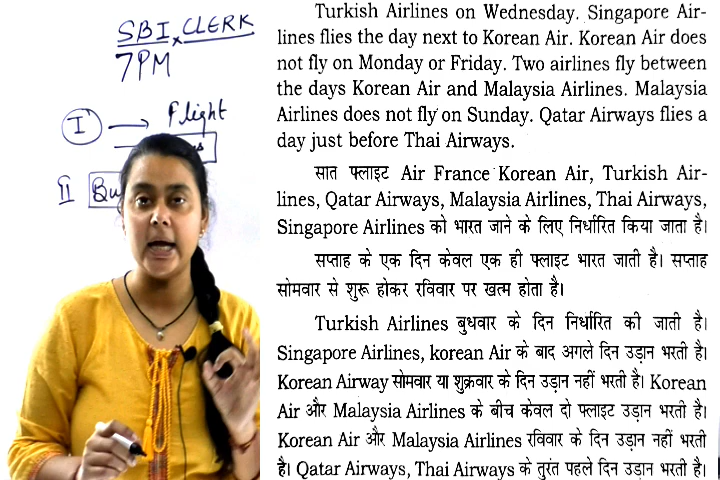 SBI CLERK
7PM
I → Flight
II Bu
Turkish Airlines on Wednesday. Singapore Air-
lines flies the day next to Korean Air. Korean Air does
not fly on Monday or Friday. Two airlines fly between
the days Korean Air and Malaysia Airlines. Malaysia
Airlines does not fly on Sunday. Qatar Airways flies a
day just before Thai Airways.
सात फ्लाइट Air France Korean Air, Turkish Air-
lines, Qatar Airways, Malaysia Airlines, Thai Airways,
Singapore Airlines को भारत जाने के लिए निर्धारित किया जाता है।
सप्ताह के एक दिन केवल एक ही फ्लाइट भारत जाती है। सप्ताह
सोमवार से शुरू होकर रविवार पर खत्म होता है।
Turkish Airlines बुधवार के दिन निर्धारित की जाती है।
Singapore Airlines, korean Air के बाद अगले दिन उड़ान भरती है।
Korean Airway सोमवार या शुक्रवार के दिन उड़ान नहीं भरती है। Korean
Air और Malaysia Airlines के बीच केवल दो फ्लाइट उड़ान भरती है।
Korean Air और Malaysia Airlines रविवार के दिन उड़ान नहीं भरती
है। Qatar Airways, Thai Airways के तुरंत पहले दिन उड़ान भरती है।